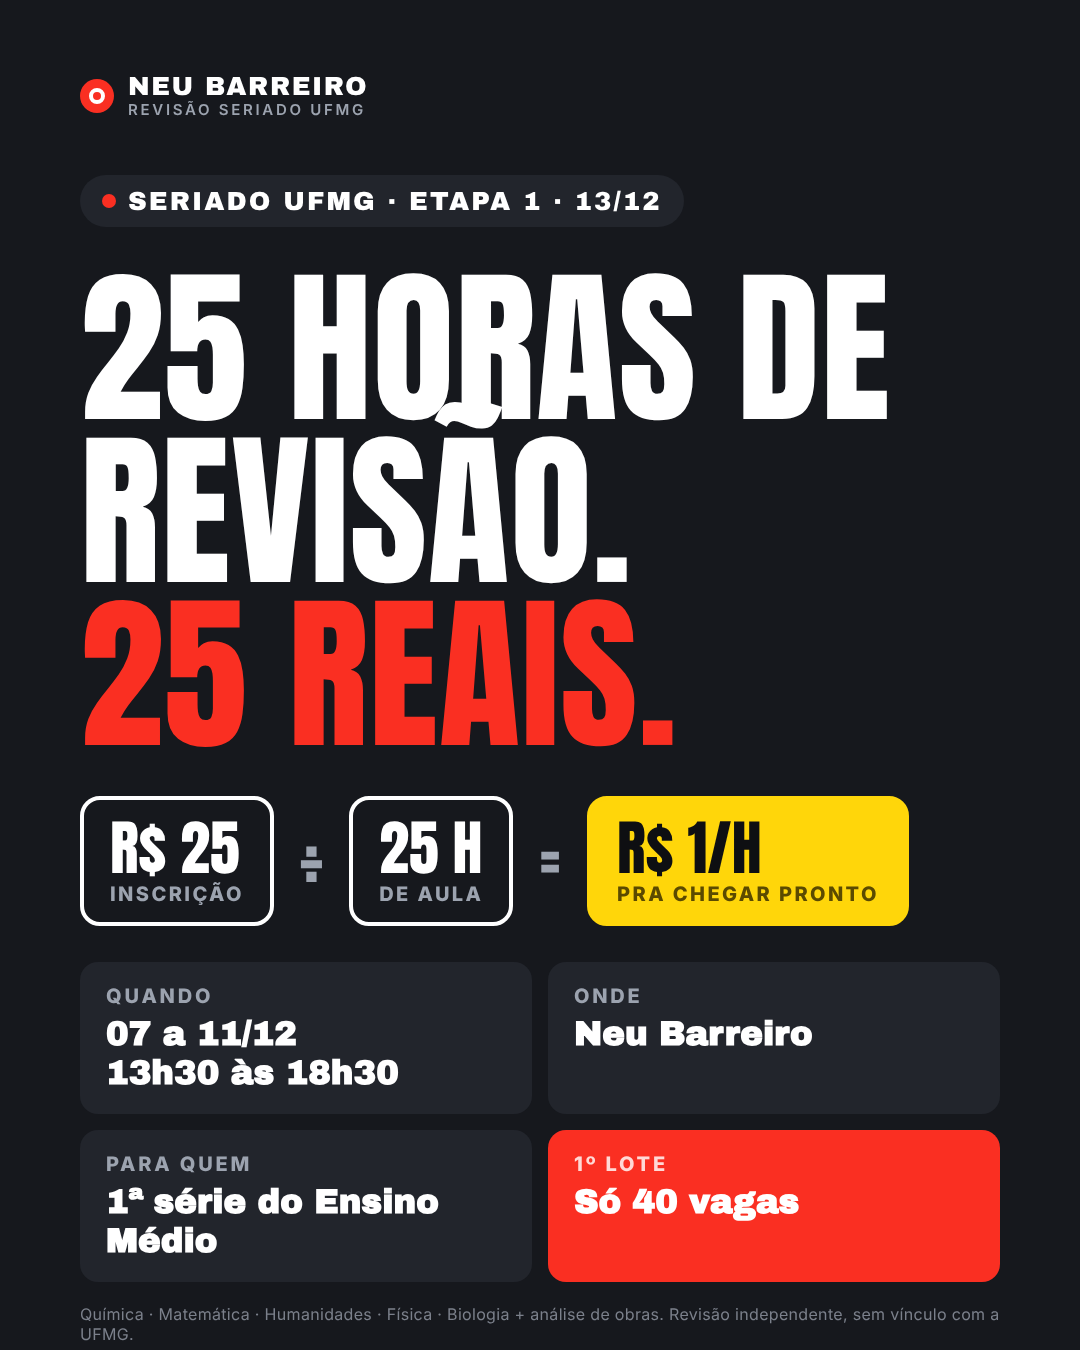 NEU BARREIRO
REVISÃO SERIADO UFMG
SERIADO UFMG · ETAPA 1 · 13/12
25 HORAS DE
REVISÃO.
25 REAIS.
R$ 25
INSCRIÇÃO
÷
25 H
DE AULA
=
R$ 1/H
PRA CHEGAR PRONTO
QUANDO
07 a 11/12
13h30 às 18h30
ONDE
Neu Barreiro
PARA QUEM
1ª série do Ensino
Médio
1º LOTE
Só 40 vagas
Química · Matemática · Humanidades · Física · Biologia + análise de obras. Revisão independente, sem vínculo com a
UFMG.